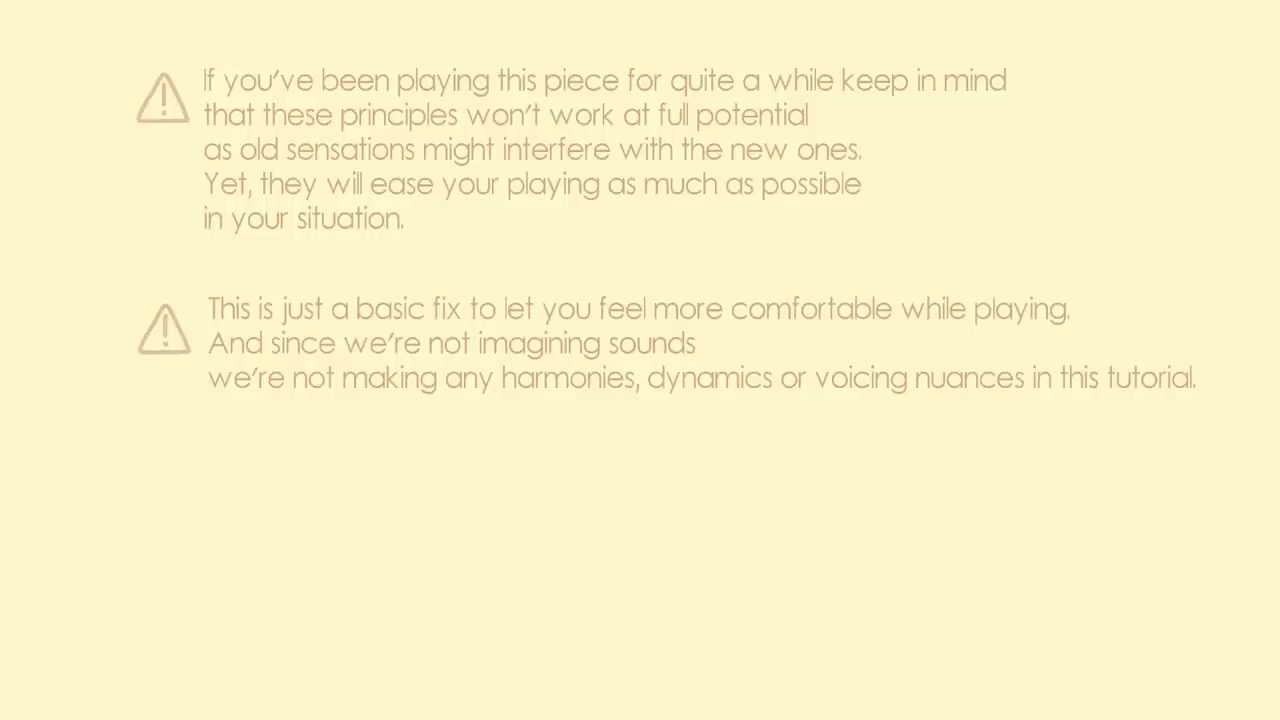 If you've been playing this piece for quite a while keep in mind
that these principles won't work at full potential
as old sensations might interfere with the new ones.
Yet, they will ease your playing as much as possible
in your situation.
This is just a basic fix to let you feel more comfortable while playing.
And since we're not imagining sounds
we're not making any harmonies, dynamics or voicing nuances in this tutorial.